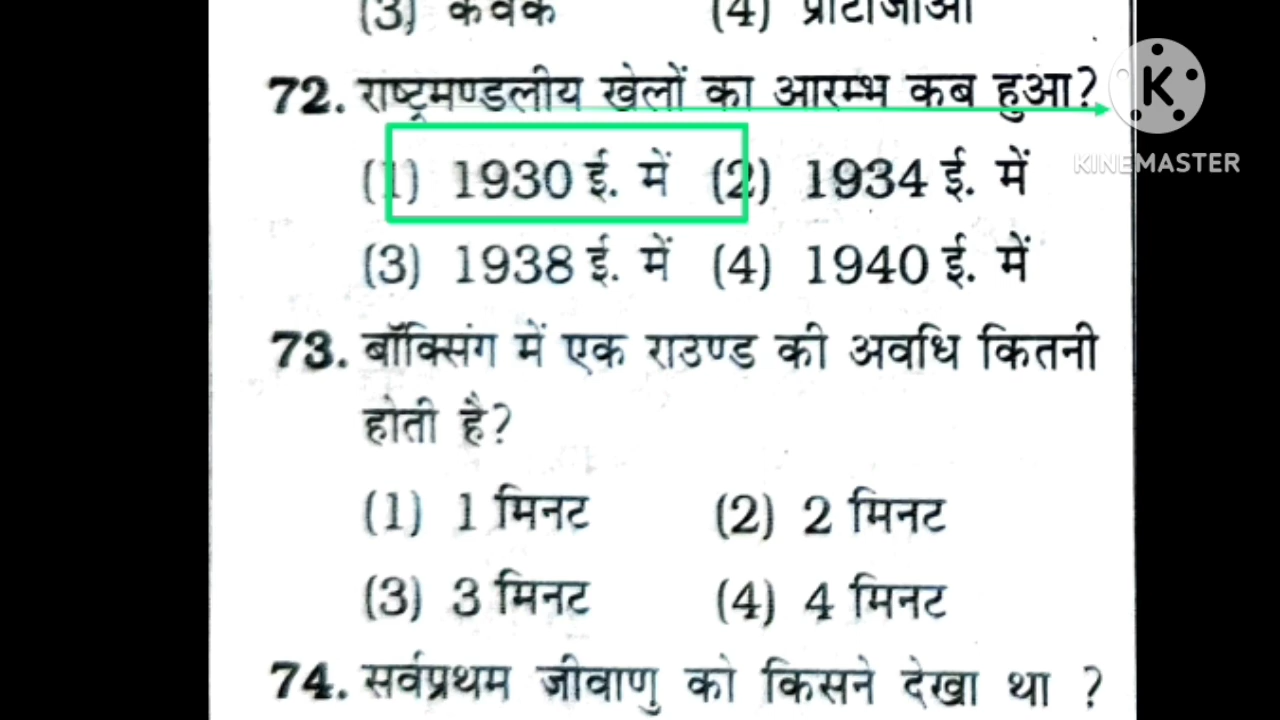 (3) कवक (4) प्रोटोजोआ
72. राष्ट्रमण्डलीय खेलों का आरम्भ कब हुआ?
(1) 1930 ई. में (2) 1934 ई. में
(3) 1938 ई. में (4) 1940 ई. में
73. बॉक्सिंग में एक राउण्ड की अवधि कितनी
होती है?
(1) 1 मिनट (2) 2 मिनट
(3) 3 मिनट (4) 4 मिनट
74. सर्वप्रथम जीवाणु को किसने देखा था ?
K
KINEMASTER